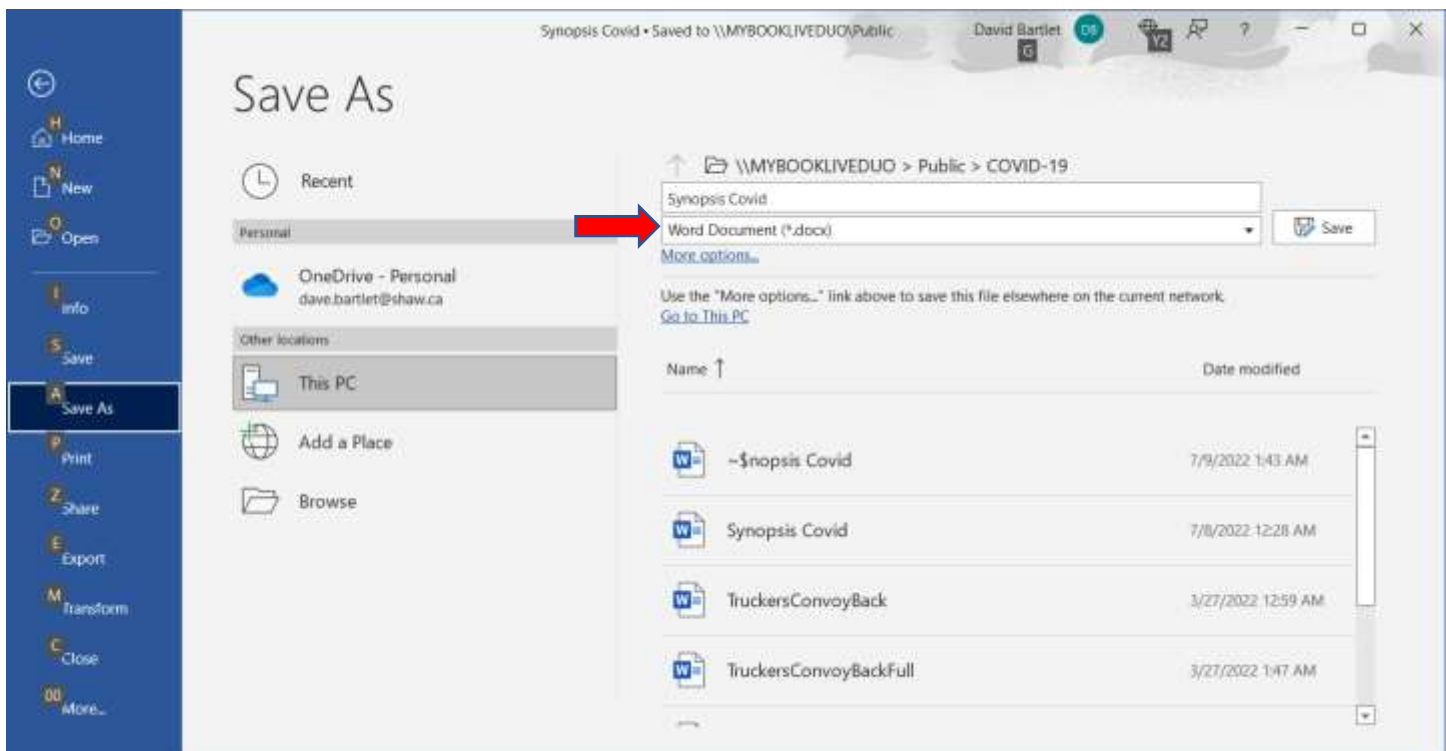 Synopsis Covid • Saved to \\MYBOOKLIVEDUO\Public
David Bartlet
DB
G
Y2
?
Save As
H
Home
N
New
O
Open
I
Info
S
Save
A
Save As
P
Print
Z
Share
E
Export
M
Transform
C
Close
00
More...
Recent
Personal
OneDrive - Personal
dave.bartlet@shaw.ca
Other locations
This PC
Add a Place
Browse
\\MYBOOKLIVEDUO > Public > COVID-19
Synopsis Covid
Word Document (*.docx)
Save
More options...
Use the "More options..." link above to save this file elsewhere on the current network.
Go to This PC
Name ↑
Date modified
~$nopsis Covid
7/9/2022 1:43 AM
Synopsis Covid
7/8/2022 12:28 AM
TruckersConvoyBack
3/27/2022 12:59 AM
TruckersConvoyBackFull
3/27/2022 1:47 AM